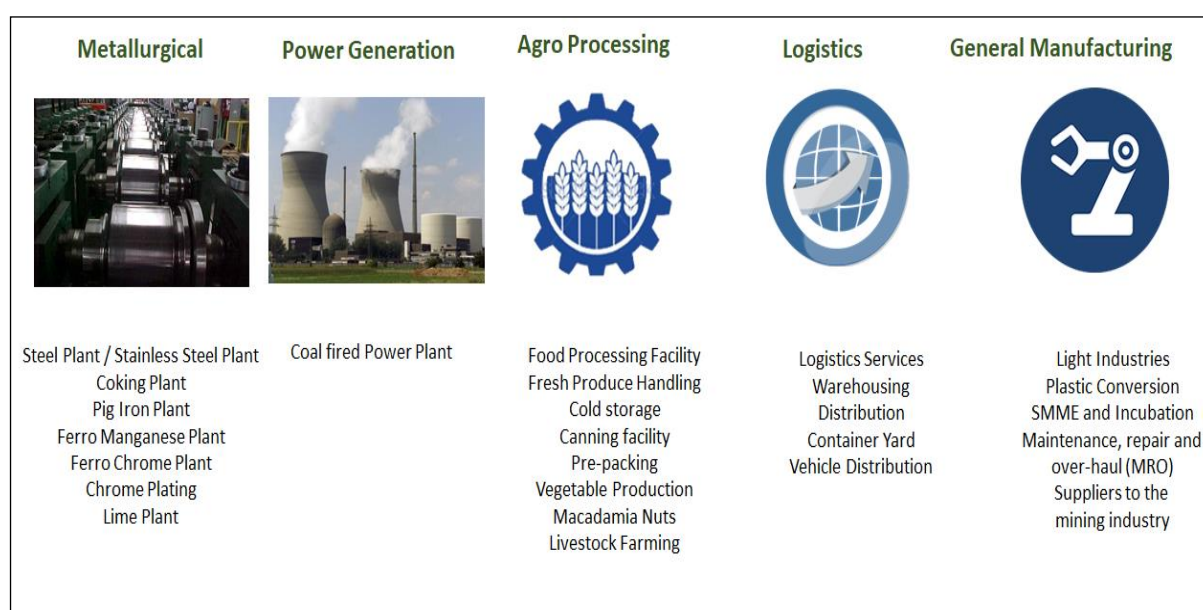 Metallurgical
Power Generation
Agro Processing
Logistics
General Manufacturing
Steel Plant / Stainless Steel Plant
Coking Plant
Pig Iron Plant
Ferro Manganese Plant
Ferro Chrome Plant
Chrome Plating
Lime Plant
Coal fired Power Plant
Food Processing Facility
Fresh Produce Handling
Cold storage
Canning facility
Pre-packing
Vegetable Production
Macadamia Nuts
Livestock Farming
Logistics Services
Warehousing
Distribution
Container Yard
Vehicle Distribution
Light Industries
Plastic Conversion
SMME and Incubation
Maintenance, repair and
over-haul (MRO)
Suppliers to the
mining industry